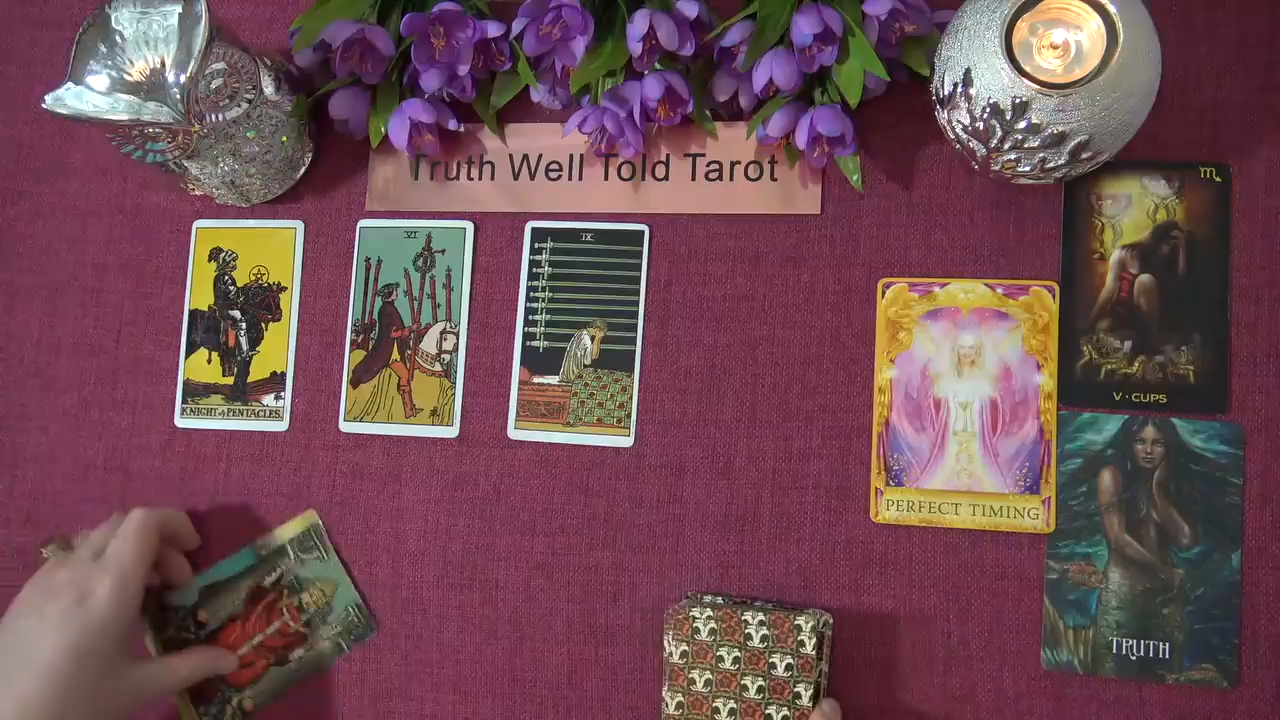 Truth Well Told Tarot
KNIGHT of PENTACLES.
VI
IX
PERFECT TIMING
V · CUPS
TRUTH